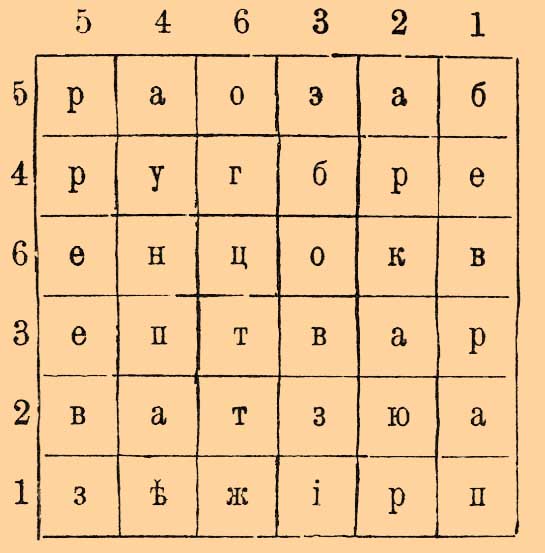 5 4 6 3 2 1
5 р а о э а б
4 р у г б р е
6 е н ц о к в
3 е п т в а р
2 в а т з ю а
1 з ѣ ж і р п